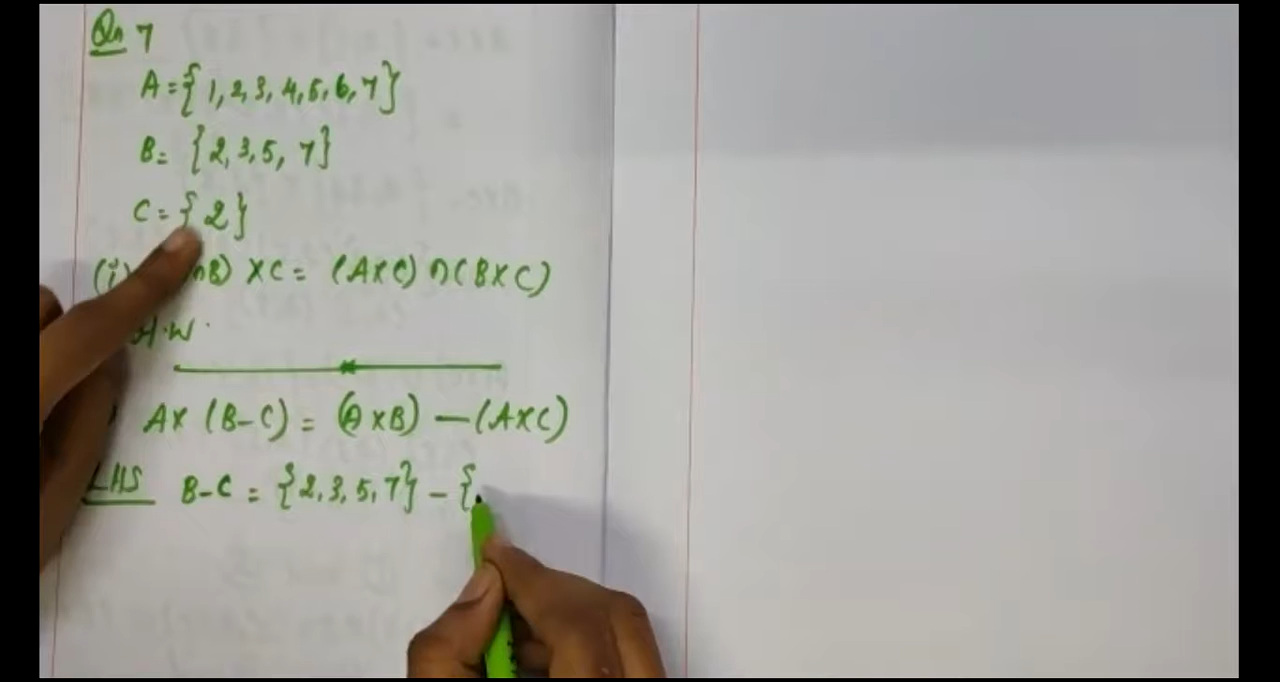 Qn 7
A = { 1, 2, 3, 4, 5, 6, 7 }
B = { 2, 3, 5, 7 }
C = { 2 }
(i) ∩B) × C = (A×C) ∩ (B×C)
H.W.
A × (B – C) = (A × B) – (A×C)
LHS B – C = { 2, 3, 5, 7 } – {